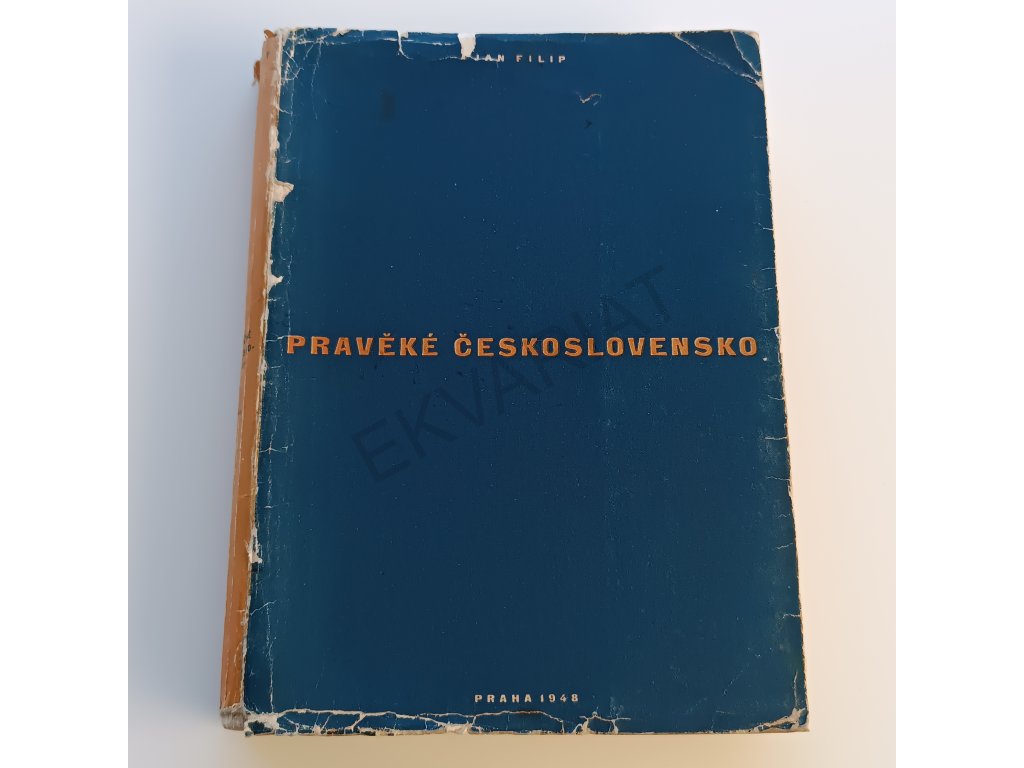 JAN FILIP
PRAVĚKÉ ČESKOSLOVENSKO
EKVARIAT
PRAHA 1948